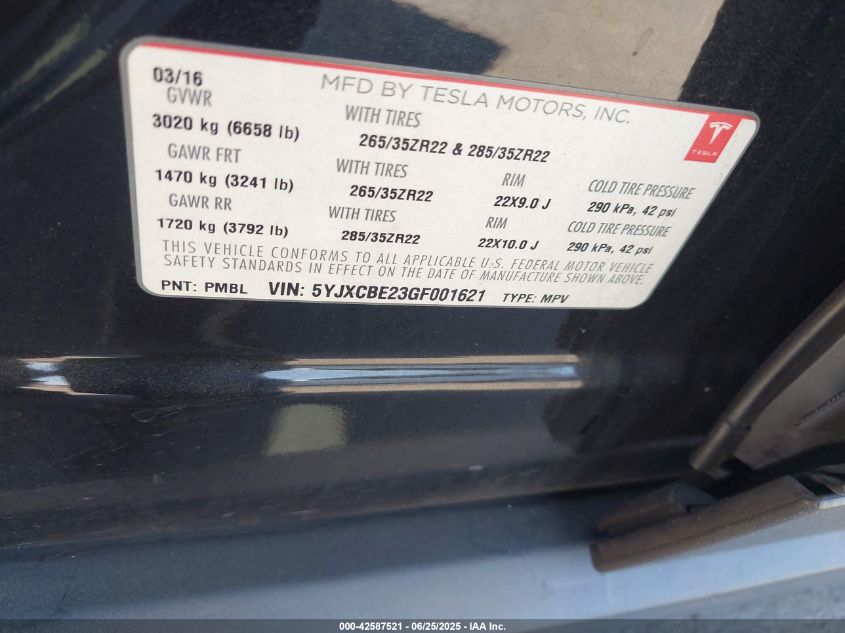 03/16 MFD BY TESLA MOTORS, INC.
GVWR WITH TIRES
3020 kg (6658 lb) 265/35ZR22 & 285/35ZR22
TESLA
GAWR FRT WITH TIRES RIM COLD TIRE PRESSURE
1470 kg (3241 lb) 265/35ZR22 22X9.0 J 290 kPa, 42 psi
GAWR RR WITH TIRES RIM COLD TIRE PRESSURE
1720 kg (3792 lb) 285/35ZR22 22X10.0 J 290 kPa, 42 psi
THIS VEHICLE CONFORMS TO ALL APPLICABLE U.S. FEDERAL MOTOR VEHICLE
SAFETY STANDARDS IN EFFECT ON THE DATE OF MANUFACTURE SHOWN ABOVE.
PNT: PMBL VIN: 5YJXCBE23GF001621 TYPE: MPV
000-42587521 | 06/25/2025 - IAA Inc.